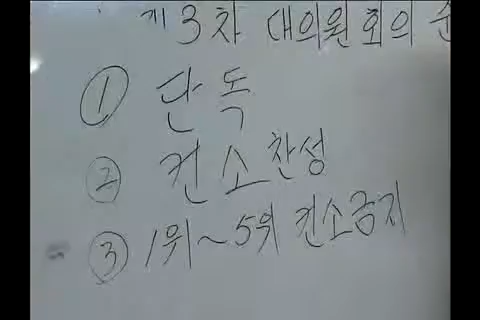 제3차 대의원회의
① 단독
② 컨소찬성
③ 1위~5위 컨소금지